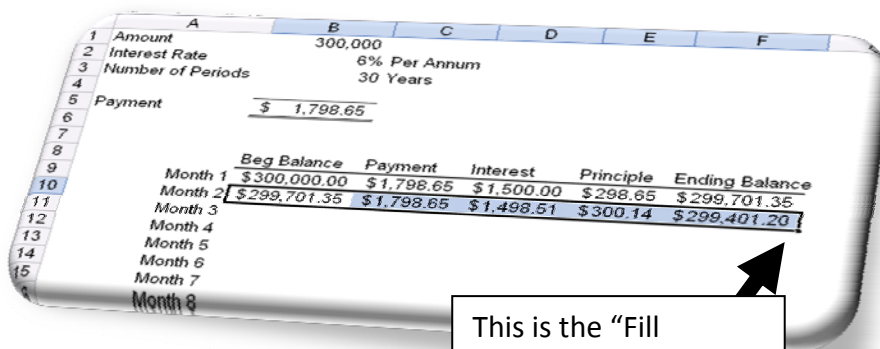 A B C D E F
1 Amount 300,000
2 Interest Rate 6% Per Annum
3 Number of Periods 30 Years
4
5 Payment $ 1,798.65
6
7
8 Beg Balance Payment Interest Principle Ending Balance
9 Month 1 $300,000.00 $1,798.65 $1,500.00 $298.65 $299,701.35
10 Month 2 $299,701.35 $1,798.65 $1,498.51 $300.14 $299,401.20
11 Month 3
12 Month 4
13 Month 5
14 Month 6
15 Month 7
Month 8
This is the “Fill